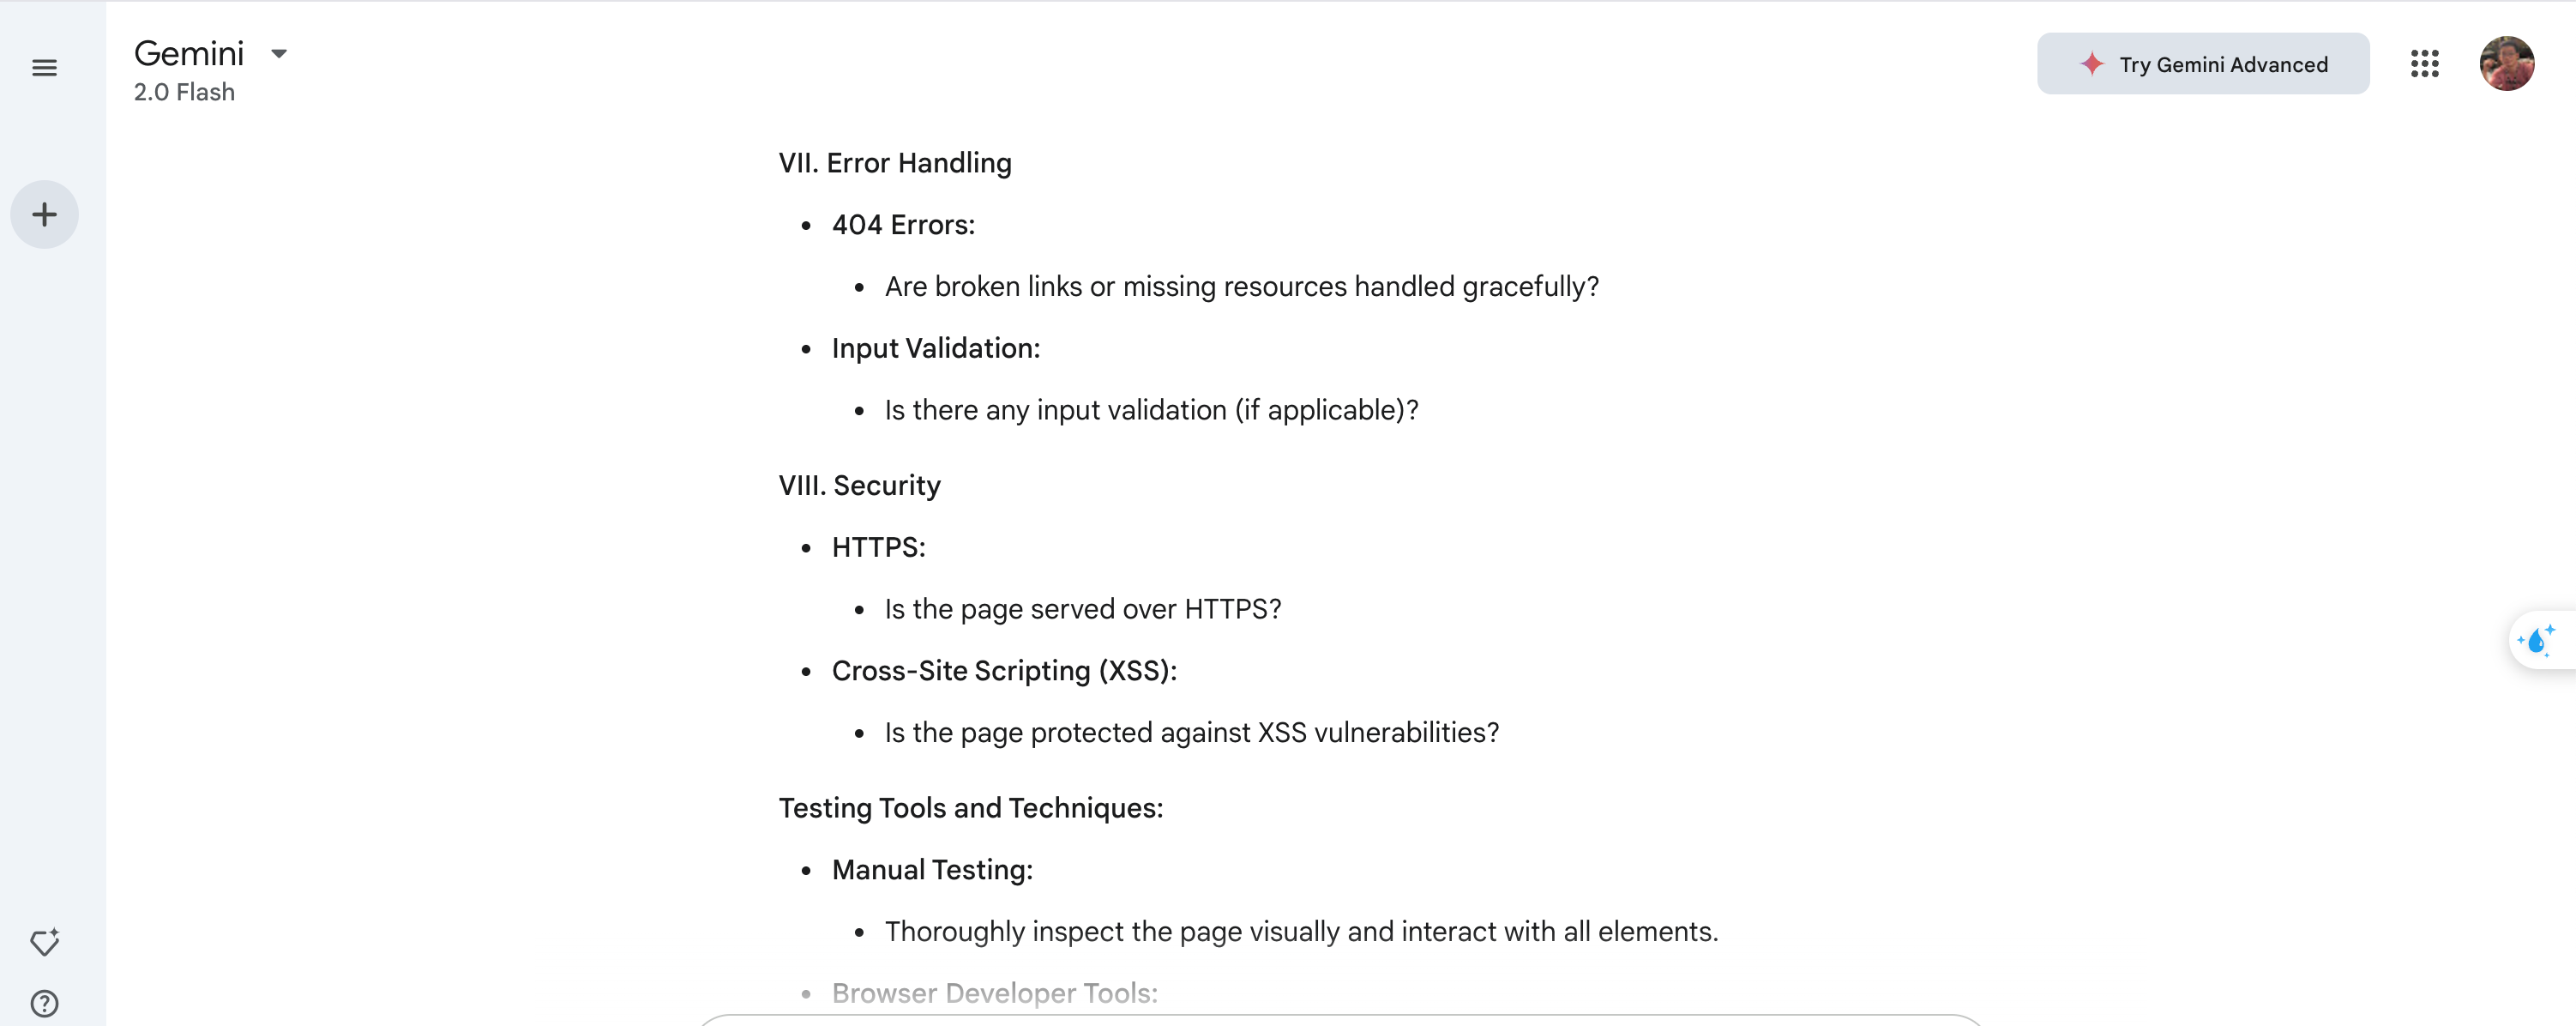 Gemini
2.0 Flash
Try Gemini Advanced
VII. Error Handling
• 404 Errors:
• Are broken links or missing resources handled gracefully?
• Input Validation:
• Is there any input validation (if applicable)?
VIII. Security
• HTTPS:
• Is the page served over HTTPS?
• Cross-Site Scripting (XSS):
• Is the page protected against XSS vulnerabilities?
Testing Tools and Techniques:
• Manual Testing:
• Thoroughly inspect the page visually and interact with all elements.
• Browser Developer Tools: